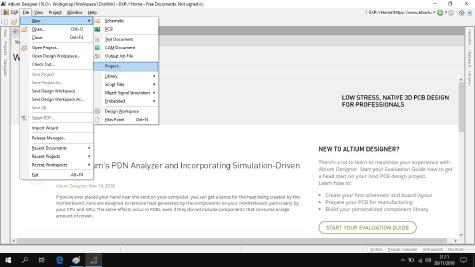 Altium Designer (16.0) - Workgroup [Workspace1.DsnWrk] - DXP://Home - Free Documents. Not signed in.
DXP File View Project Window Help
DXP://Home
New
Schematic
Open... Ctrl+O
PCB
Close Ctrl+F4
Text Document
Open Project...
CAM Document
Open Design Workspace...
Output Job File
Check Out...
Project...
Save Project
Save Project As...
Library
Save Design Workspace
Script Files
Save Design Workspace As...
Mixed-Signal Simulation
Save All
Embedded
Design Workspace
Import Wizard
Files Panel Ctrl+N
Release Manager...
Recent Documents
Recent Projects
Recent Workspaces
Exit Alt+F4
LOW STRESS, NATIVE 3D PCB DESIGN
FOR PROFESSIONALS
's PDN Analyzer and Incorporating Simulation-Driven
Altium Designer, Nov 16, 2018
If you've ever placed your hand near the vent on your computer, you can get a sense for the heat being created by the
motherboard. Fans are designed to remove heat generated by the components on your motherboard, particularly by
your CPU and GPU. The same effects occur in PCBs, even if they do not include components that consume a large
amount of power.
NEW TO ALTIUM DESIGNER?
There's a lot to learn to maximize your experience with
Altium Designer. Start your Evaluation Guide now to get
a head start on your next PCB design project.
Learn how to:
Create your first schematic and board layout
Prepare your PCB for manufacturing
Build your personalized component library
START YOUR EVALUATION GUIDE
System Design Compiler Instruments Shortcuts
21.11
20/11/2018